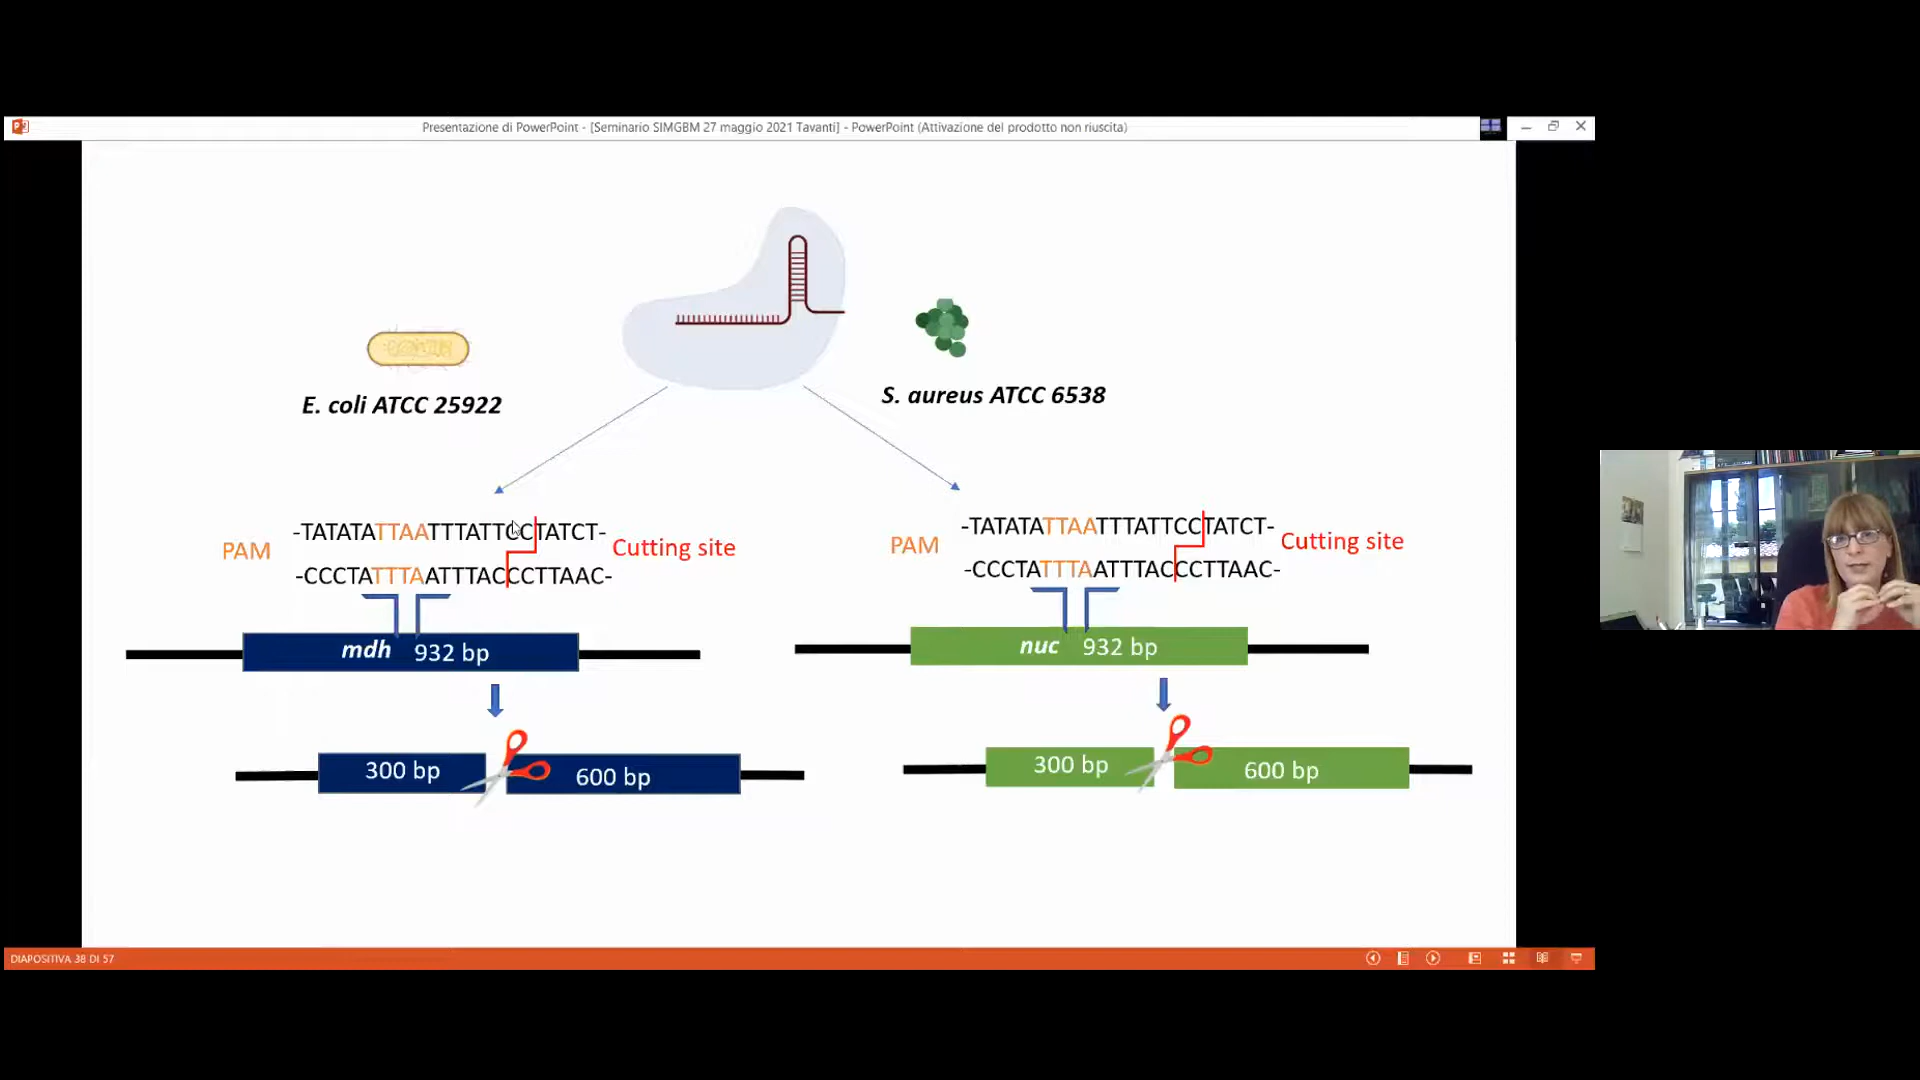 Presentazione di PowerPoint - [Seminario SIMGBM 27 maggio 2021 Tavanti] - PowerPoint (Attivazione del prodotto non riuscita)
E. coli ATCC 25922
S. aureus ATCC 6538
PAM
-TATATATTAATTTATTCCTATCT-
-CCCTATTTAATTTACCCTTAAC-
Cutting site
PAM
-TATATATTAATTTATTCCTATCT-
-CCCTATTTAATTTACCCTTAAC-
Cutting site
mdh 932 bp
nuc 932 bp
300 bp
600 bp
300 bp
600 bp
DIAPOSITIVA 38 DI 57